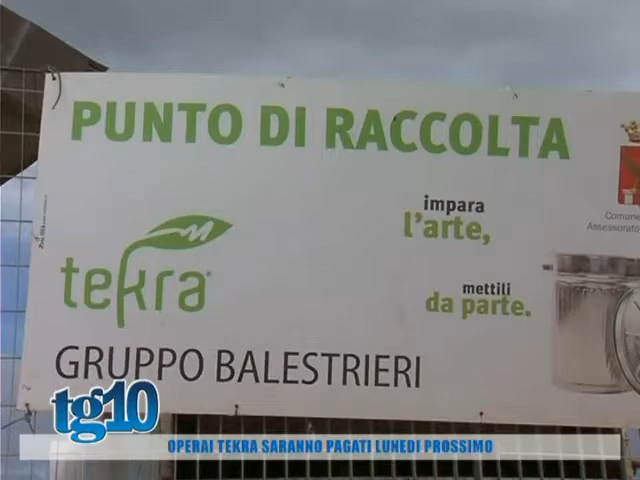 PUNTO DI RACCOLTA
impara
l'arte,
Comune
Assessorato
tekra
mettili
da parte.
GRUPPO BALESTRIERI
tg10
OPERAI TEKRA SARANNO PAGATI LUNEDI PROSSIMO